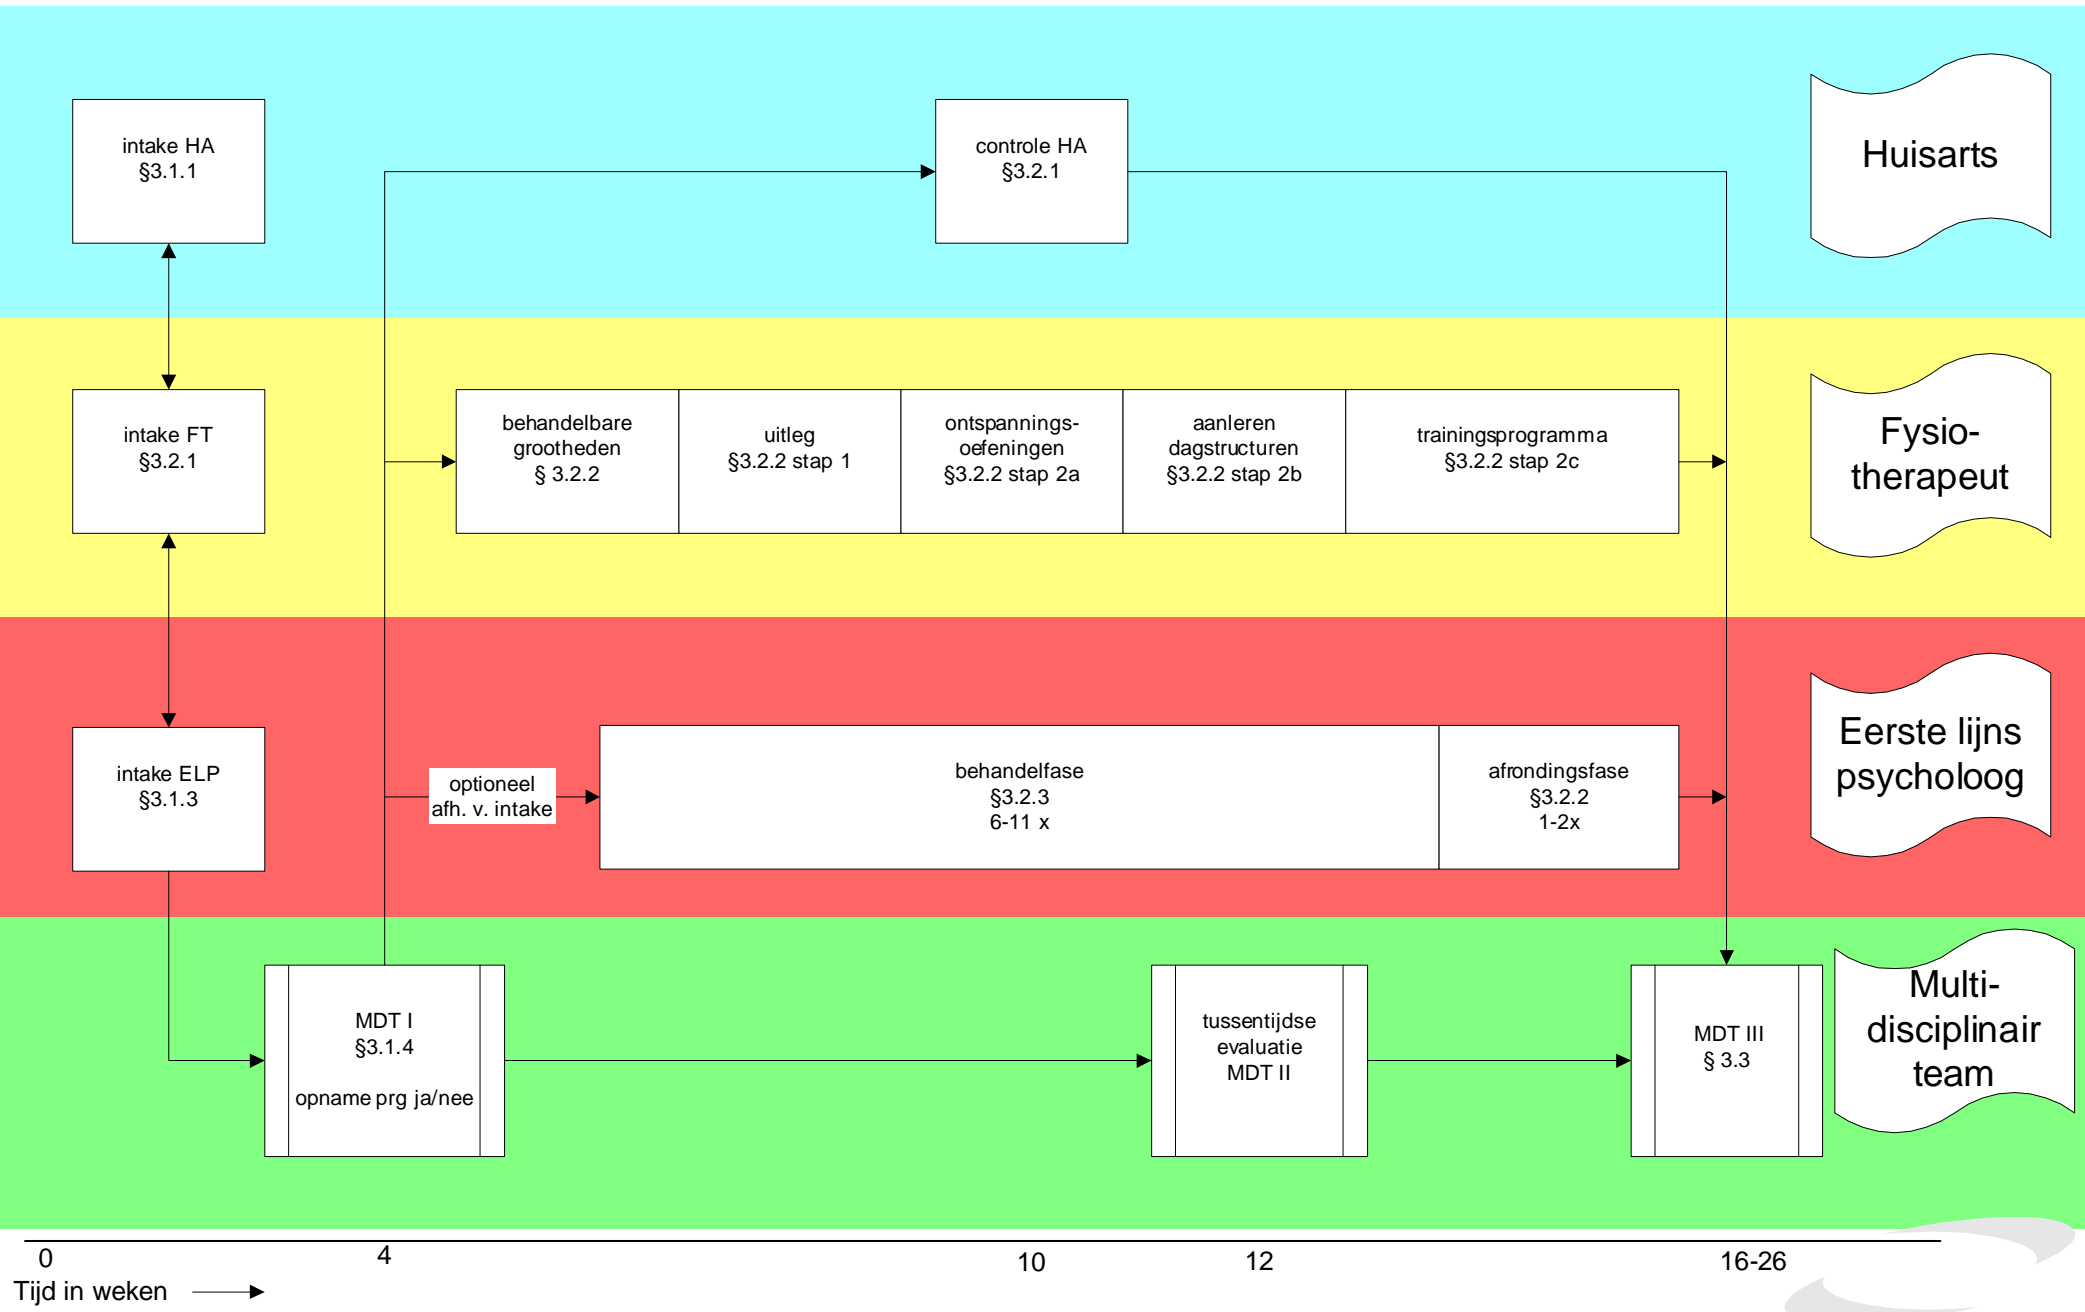 intake HA
§3.1.1
controle HA
§3.2.1
Huisarts
intake FT
§3.2.1
behandelbare
grootheden
§ 3.2.2
uitleg
§3.2.2 stap 1
ontspannings-
oefeningen
§3.2.2 stap 2a
aanleren
dagstructuren
§3.2.2 stap 2b
trainingsprogramma
§3.2.2 stap 2c
Fysio-
therapeut
intake ELP
§3.1.3
optioneel
afh. v. intake
behandelfase
§3.2.3
6-11 x
afrondingsfase
§3.2.2
1-2x
Eerste lijns
psycholoog
MDT I
§3.1.4
opname prg ja/nee
tussentijdse
evaluatie
MDT II
MDT III
§ 3.3
Multi-
disciplinair
team
0
4
10
12
16-26
Tijd in weken